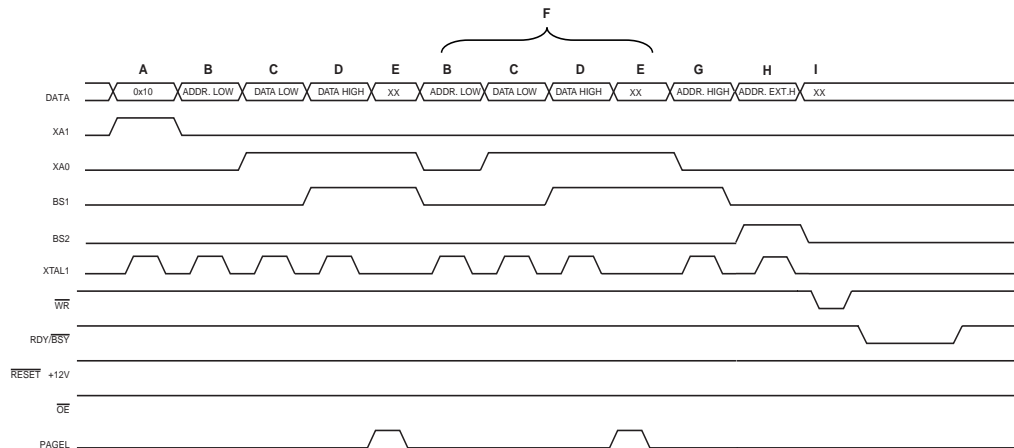 F
A B C D E B C D E G H I
DATA 0x10 ADDR. LOW DATA LOW DATA HIGH XX ADDR. LOW DATA LOW DATA HIGH XX ADDR. HIGH ADDR. EXT.H XX
XA1
XA0
BS1
BS2
XTAL1
WR
RDY/BSY
RESET +12V
OE
PAGEL